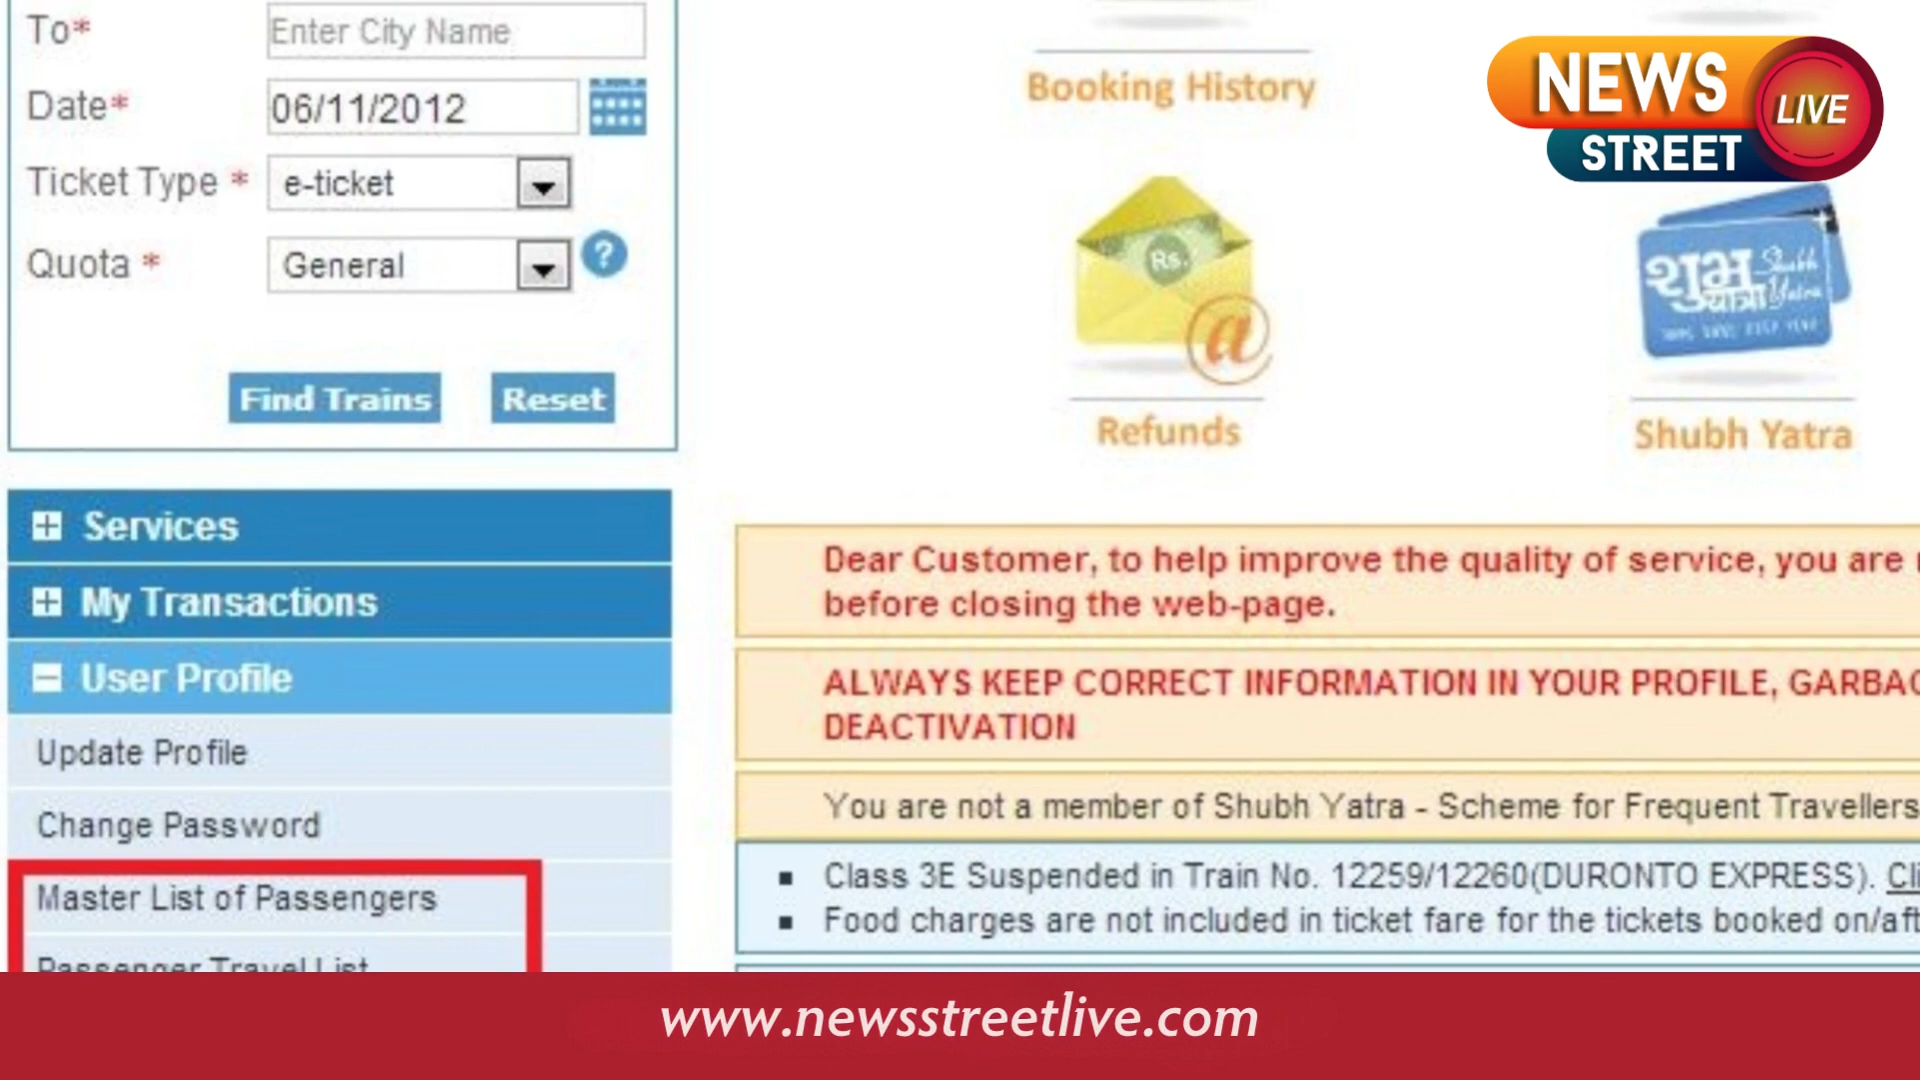 To*
Enter City Name
Date*
06/11/2012
Ticket Type *
e-ticket
Quota *
General
?
Find Trains
Reset
Services
My Transactions
User Profile
Update Profile
Change Password
Master List of Passengers
Passenger Travel List
Booking History
Rs.
@
Refunds
NEWS
STREET
LIVE
शुभ
यात्रा
Shubh
Yatra
Shubh Yatra
Dear Customer, to help improve the quality of service, you are
before closing the web-page.
ALWAYS KEEP CORRECT INFORMATION IN YOUR PROFILE,
DEACTIVATION
You are not a member of Shubh Yatra - Scheme for Frequent Travellers
▪ Class 3E Suspended in Train No. 12259/12260(DURONTO EXPRESS).
▪ Food charges are not included in ticket fare for the tickets booked
www.newsstreetlive.com